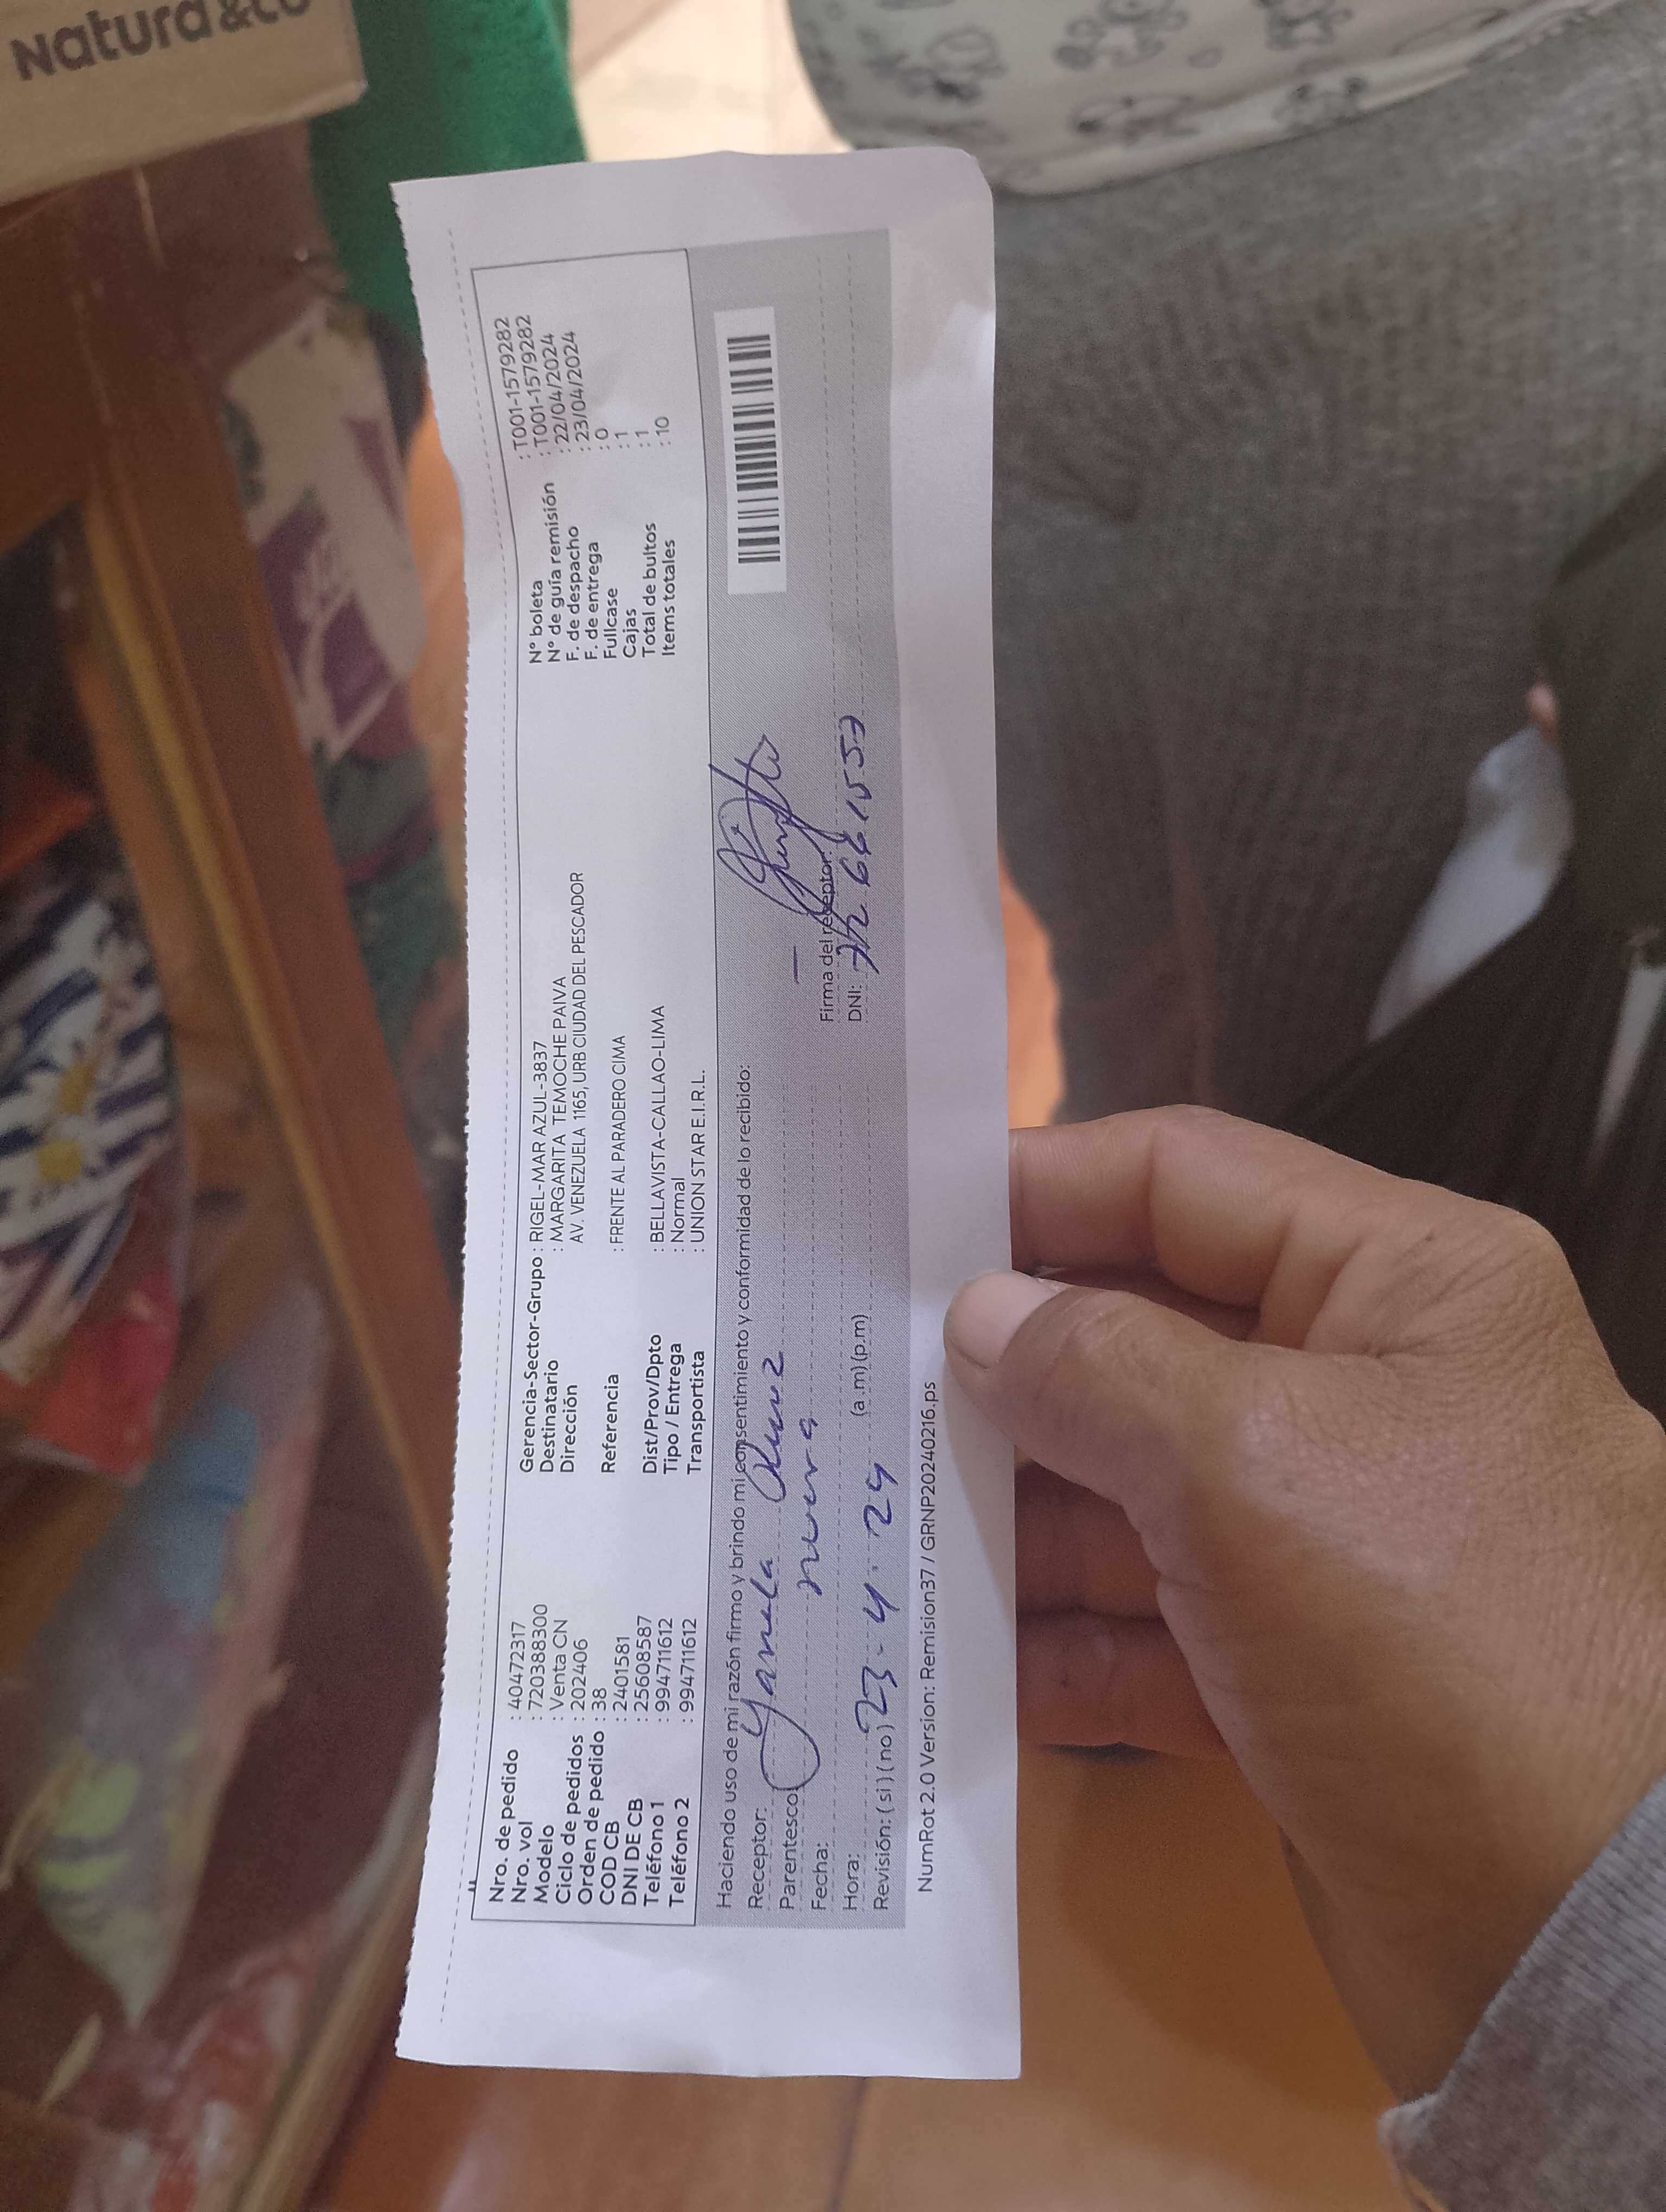 Natura &Co
Nro. de pedido : 40472317
Nro. vol : 720388300
Modelo : Venta CN
Ciclo de pedidos : 202406
Orden de pedido : 38
COD CB : 2401581
DNI DE CB : 25608587
Teléfono 1 : 994711612
Teléfono 2 : 994711612
Gerencia-Sector-Grupo : RIGEL-MAR AZUL-3837
Destinatario : MARGARITA TEMOCHE PAIVA
Dirección AV. VENEZUELA 1165, URB CIUDAD DEL PESCADOR
Referencia : FRENTE AL PARADERO CIMA
Dist/Prov/Dpto : BELLAVISTA-CALLAO-LIMA
Tipo / Entrega : Normal
Transportista : UNION STAR E.I.R.L.
N° boleta : T001-1579282
N° de guía remisión : T001-1579282
F. de despacho : 22/04/2024
F. de entrega : 23/04/2024
Fullcase : 0
Cajas : 1
Total de bultos : 1
Items totales : 10
Haciendo uso de mi razón firmo y brindo mi consentimiento y conformidad de lo recibido:
Receptor: Yamela
Parentesco: nuera
Fecha:
Hora: 23-4-24 (a.m) (p.m)
Revisión: (si) (no)
Firma del receptor:
DNI:
NumRot 2.0 Version: Remision37 / GRNP20240216.ps